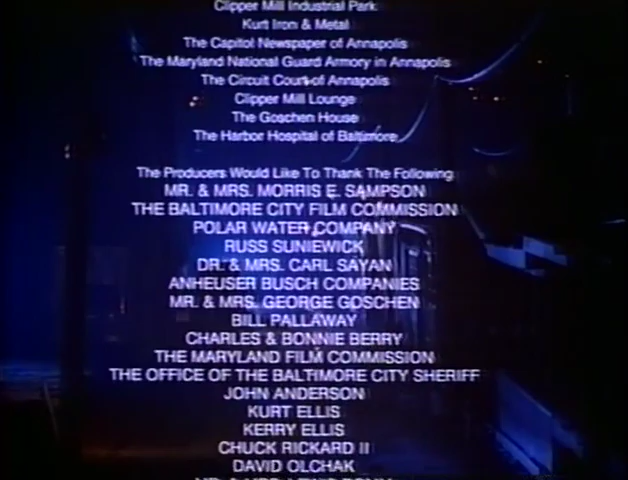 Clipper Mill Industrial Park
Kurt Iron & Metal
The Capitol Newspaper of Annapolis
The Maryland National Guard Armory in Annapolis
The Circuit Court of Annapolis
Clipper Mill Lounge
The Goschen House
The Harbor Hospital of Baltimore
The Producers Would Like To Thank The Following
MR. & MRS. MORRIS E. SAMPSON
THE BALTIMORE CITY FILM COMMISSION
POLAR WATER COMPANY
RUSS SUNIEWICK
DR. & MRS. CARL SAYAN
ANHEUSER BUSCH COMPANIES
MR. & MRS. GEORGE GOSCHEN
BILL PALLAWAY
CHARLES & BONNIE BERRY
THE MARYLAND FILM COMMISSION
THE OFFICE OF THE BALTIMORE CITY SHERIFF
JOHN ANDERSON
KURT ELLIS
KERRY ELLIS
CHUCK RICKARD II
DAVID OLCHAK